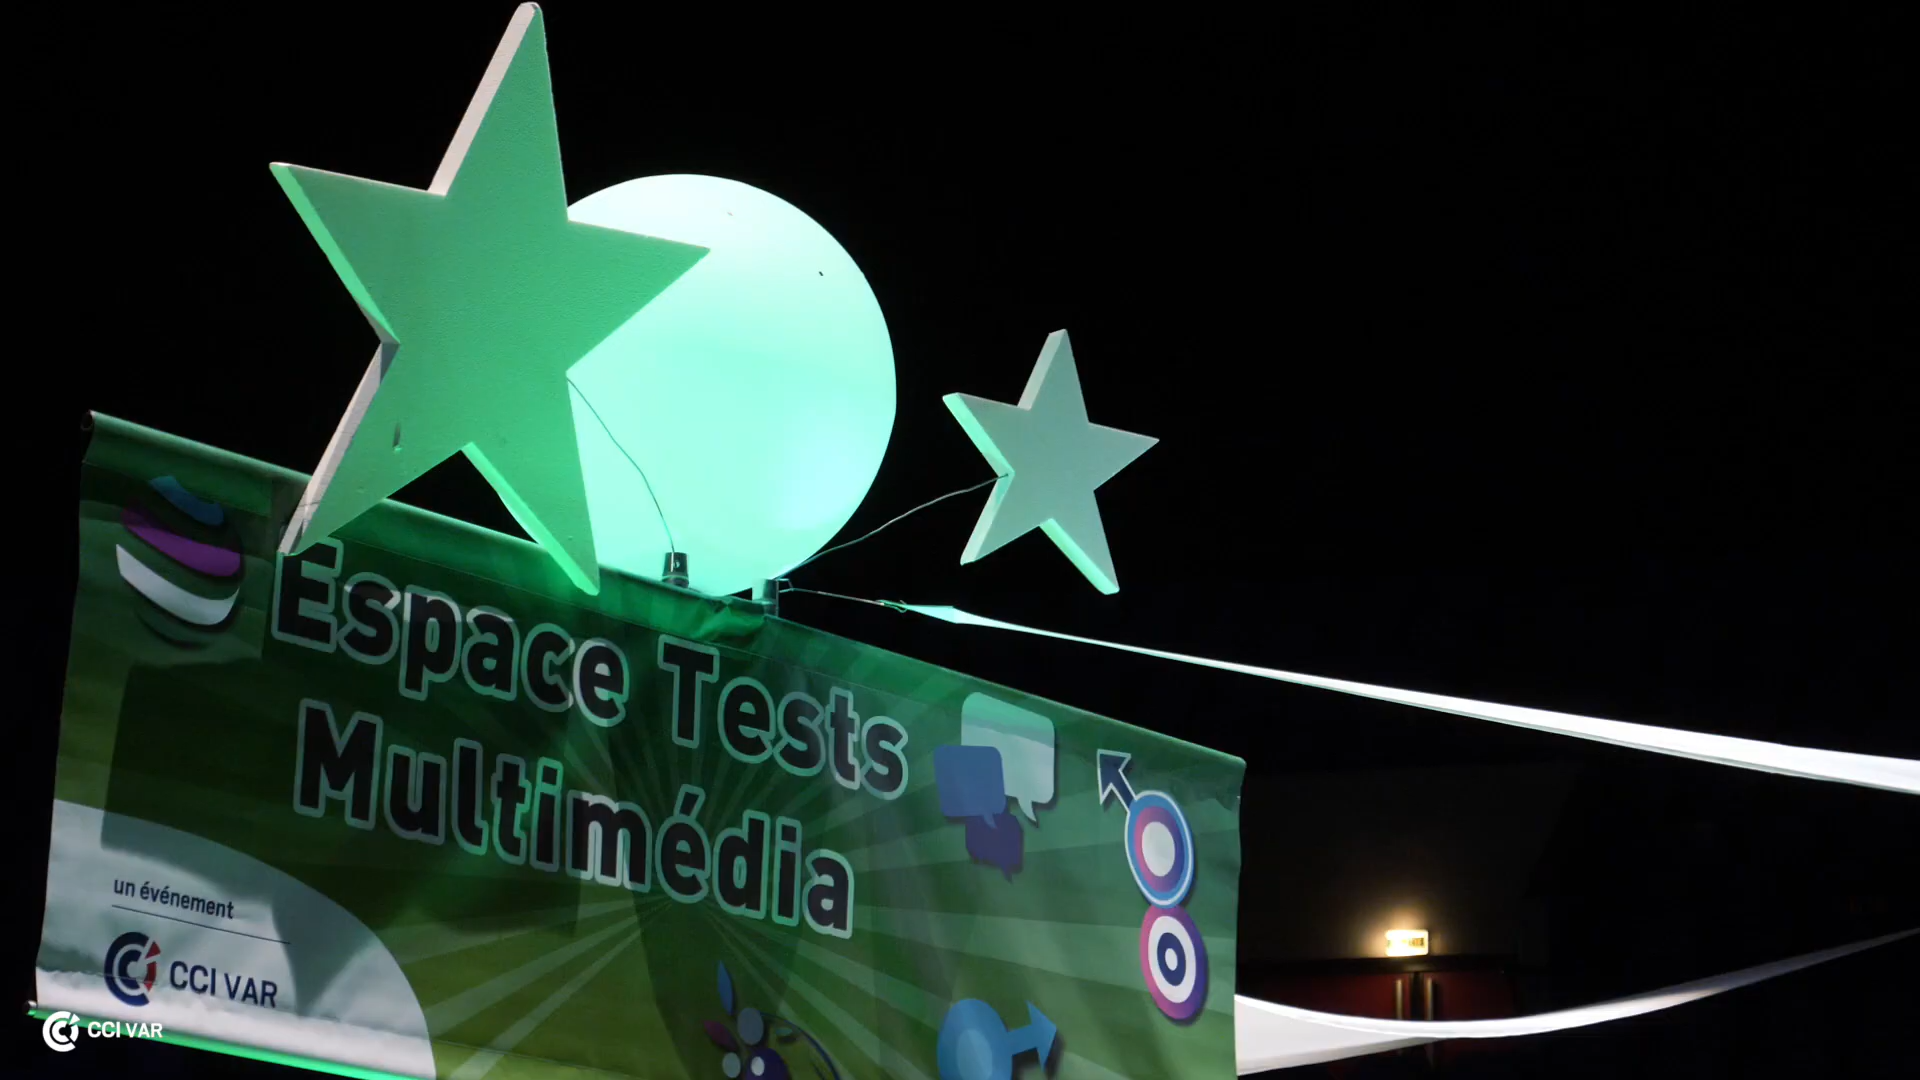 Espace Tests
Multimédia
un événement
CCI VAR
CCI VAR